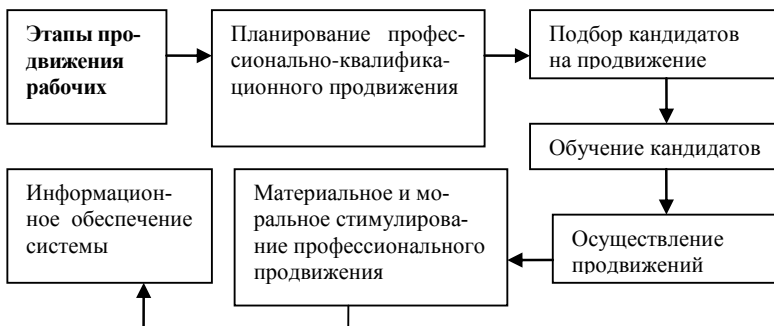 Этапы про-
движения
рабочих
Планирование профес-
сионально-квалифика-
ционного продвижения
Подбор кандидатов
на продвижение
Обучение кандидатов
Осуществление
продвижений
Материальное и мо-
ральное стимулирова-
ние профессионального
продвижения
Информацион-
ное обеспечение
системы